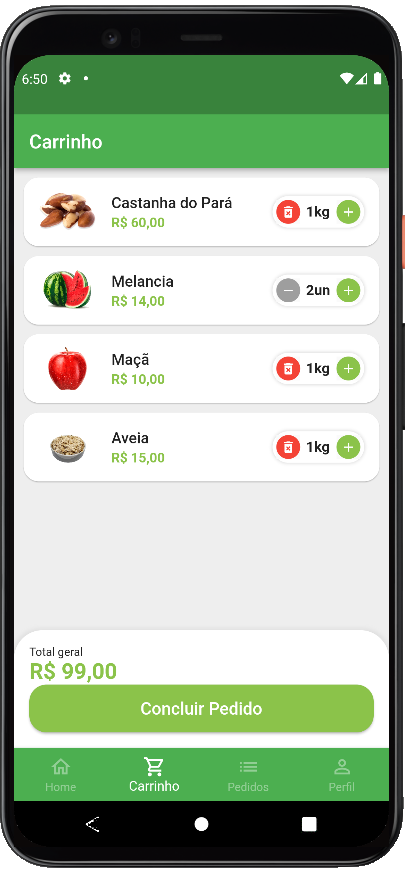 6:50
Carrinho
Castanha do Pará
R$ 60,00
1kg
Melancia
R$ 14,00
2un
Maçã
R$ 10,00
1kg
Aveia
R$ 15,00
1kg
Total geral
R$ 99,00
Concluir Pedido
Home
Carrinho
Pedidos
Perfil